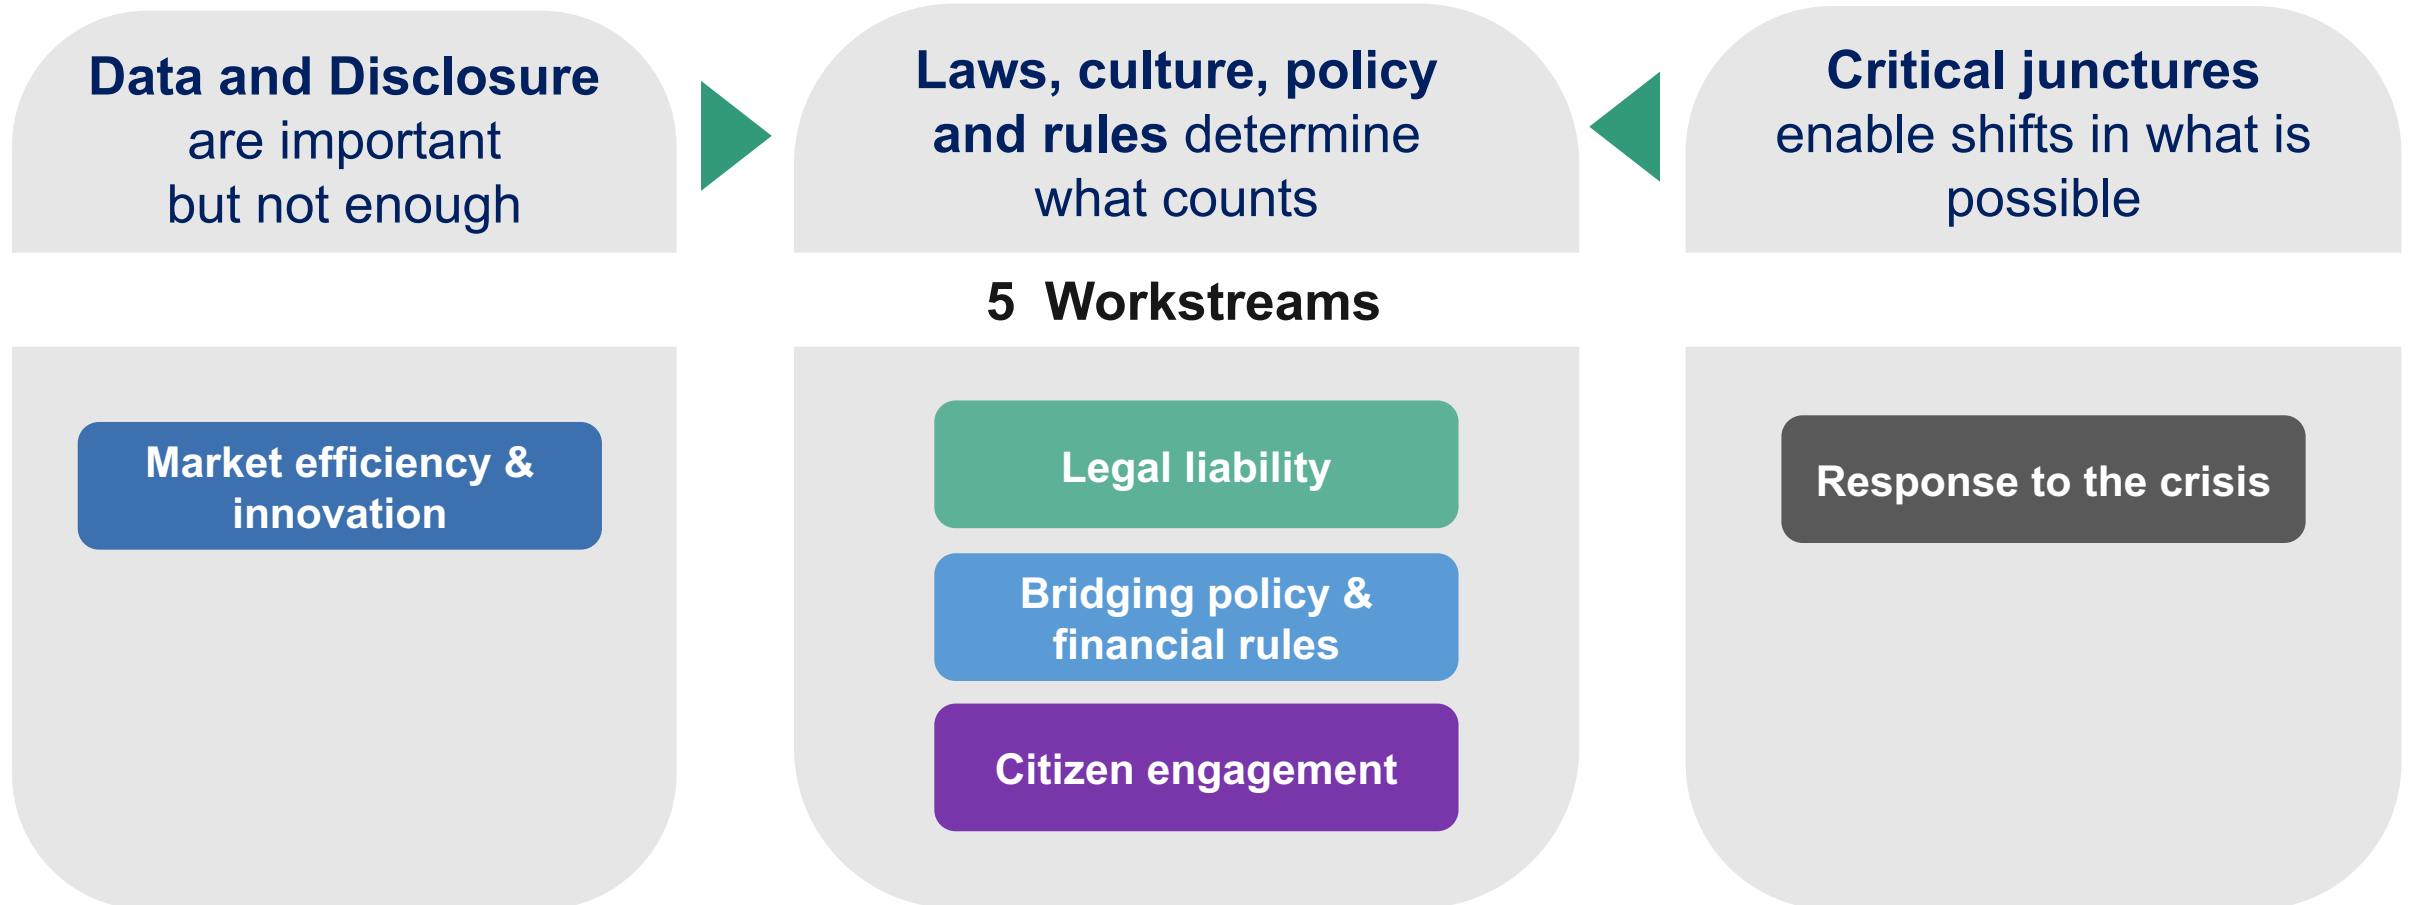 Data and Disclosure
are important
but not enough
Laws, culture, policy
and rules determine
what counts
Critical junctures
enable shifts in what is
possible
5 Workstreams
Market efficiency &
innovation
Legal liability
Bridging policy &
financial rules
Citizen engagement
Response to the crisis